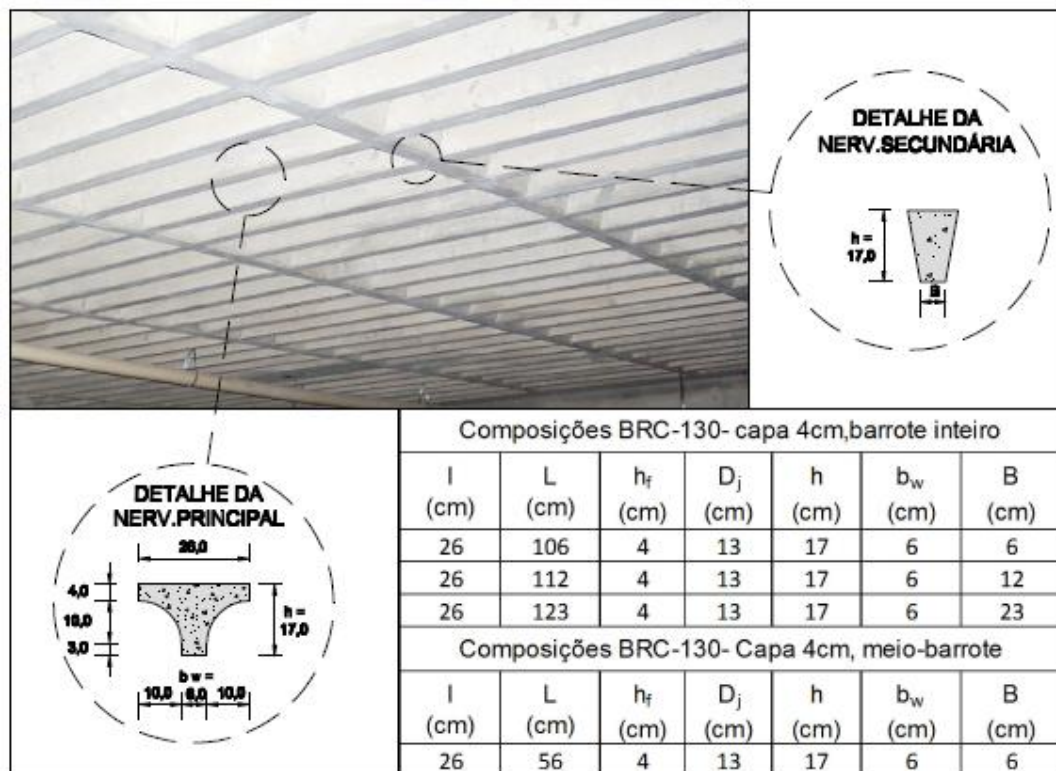 DETALHE DA
NERV.SECUNDÁRIA
h =
17,0
B
DETALHE DA
NERV.PRINCIPAL
26,0
4,0
10,0
3,0
h =
17,0
b w =
10,0 6,0 10,0
Composições BRC-130- capa 4cm,barrote inteiro
l L hf Dj h bw B
(cm) (cm) (cm) (cm) (cm) (cm) (cm)
26 106 4 13 17 6 6
26 112 4 13 17 6 12
26 123 4 13 17 6 23
Composições BRC-130- Capa 4cm, meio-barrote
l L hf Dj h bw B
(cm) (cm) (cm) (cm) (cm) (cm) (cm)
26 56 4 13 17 6 6